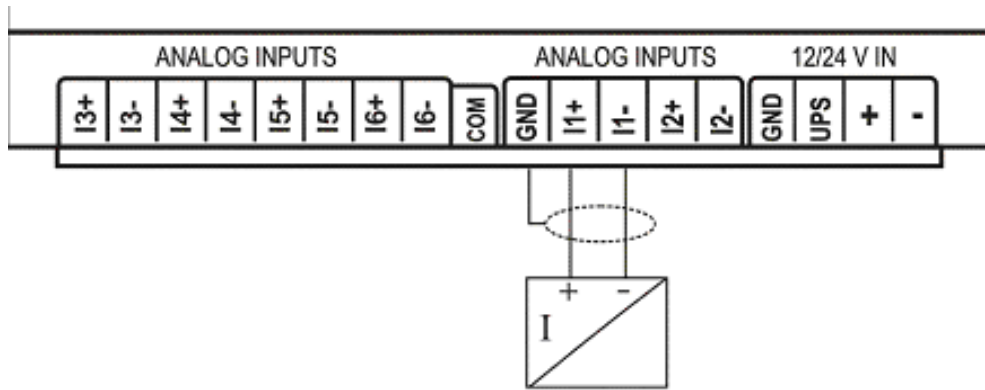 ANALOG INPUTS ANALOG INPUTS 12/24 V IN
I3+ I3- I4+ I4- I5+ I5- I6+ I6- COM GND I1+ I1- I2+ I2- GND UPS + -
+ -
I